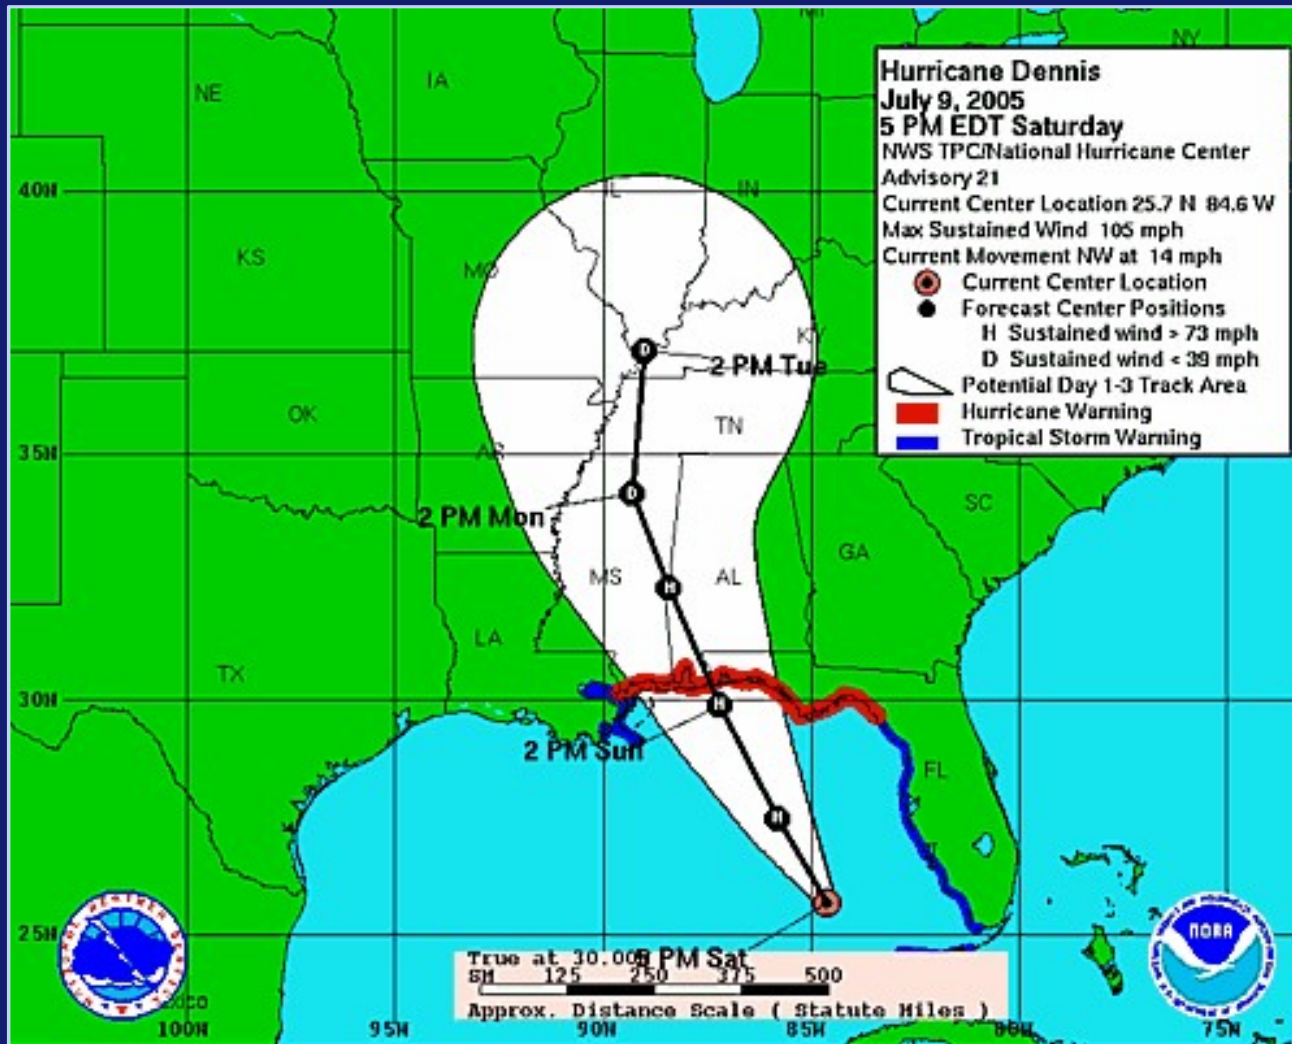 MI
NY
NE
IA
Hurricane Dennis
July 9, 2005
5 PM EDT Saturday
NWS TPC/National Hurricane Center
Advisory 21
Current Center Location 25.7 N 84.6 W
Max Sustained Wind 105 mph
Current Movement NW at 14 mph
Current Center Location
Forecast Center Positions
H Sustained wind > 73 mph
D Sustained wind < 39 mph
Potential Day 1-3 Track Area
Hurricane Warning
Tropical Storm Warning
40N
IL
IN
KS
MO
KY
D
2 PM Tue
OK
TN
35N
AR
D
2 PM Mon
SC
GA
H
MS
AL
LA
TX
30N
H
2 PM Sun
FL
H
25N
NOAA
5 PM Sat
True at 30.00
SM 125 250 375 500
Approx. Distance Scale ( Statute Miles )
100W
95W
90W
85W
80W
75W